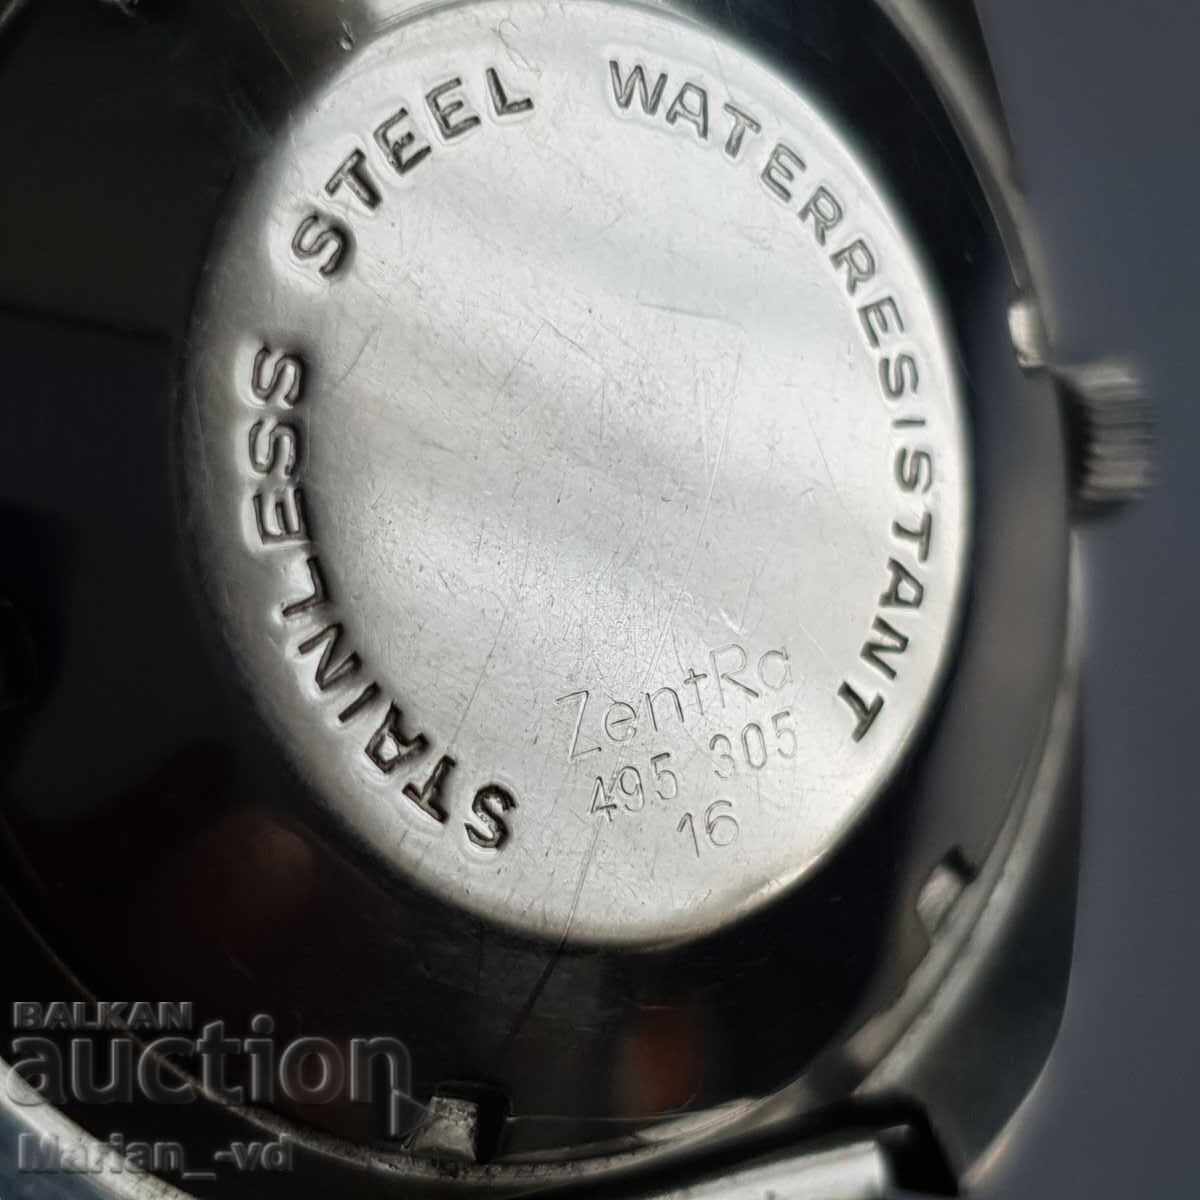 STAINLESS STEEL WATERRESISTANT
ZentRa
495 305
16
BALKAN
auction
Marian_-vd